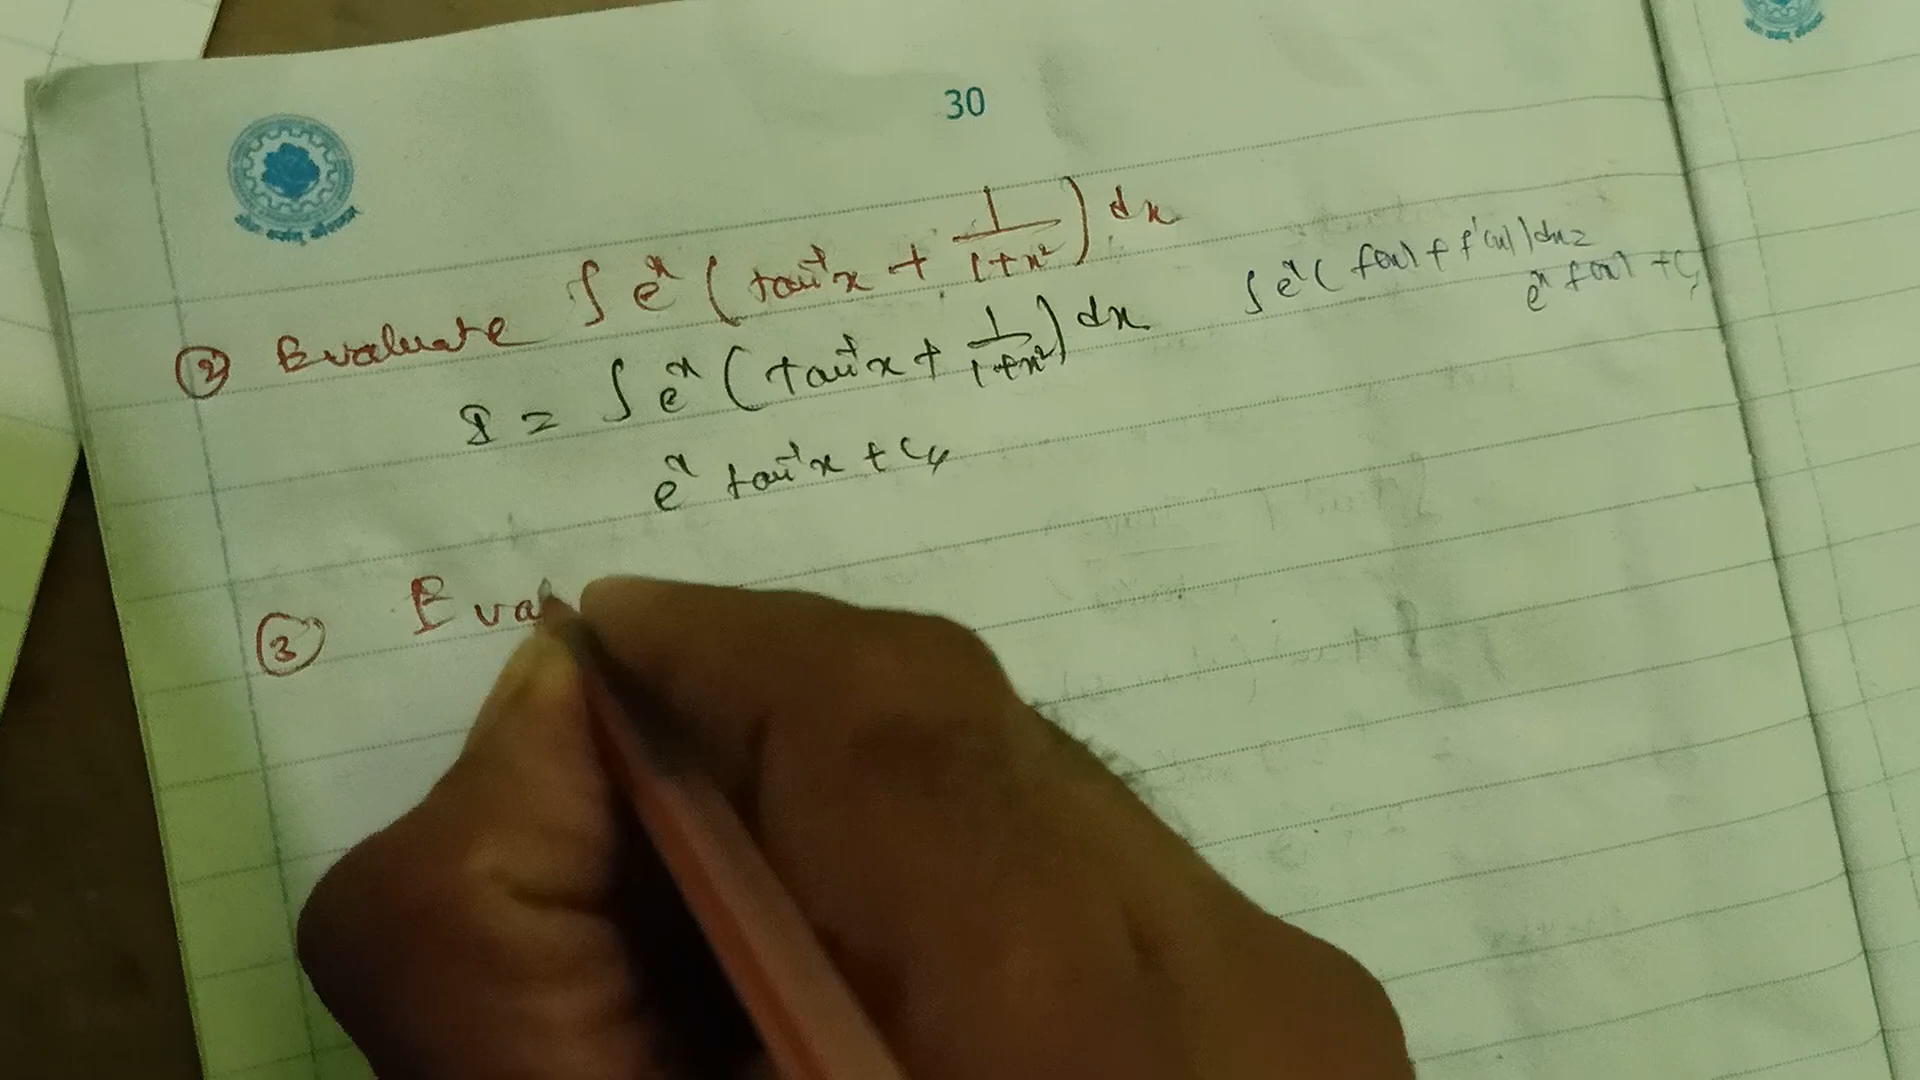 30
② Evaluate ∫ eˣ ( tan⁻¹x + 1/(1+x²) ) dx
∫ eˣ ( f(x) + f'(x) ) dx =
eˣ f(x) + c
I = ∫ eˣ ( tan⁻¹x + 1/(1+x²) ) dx
eˣ tan⁻¹x + c
③ Eva